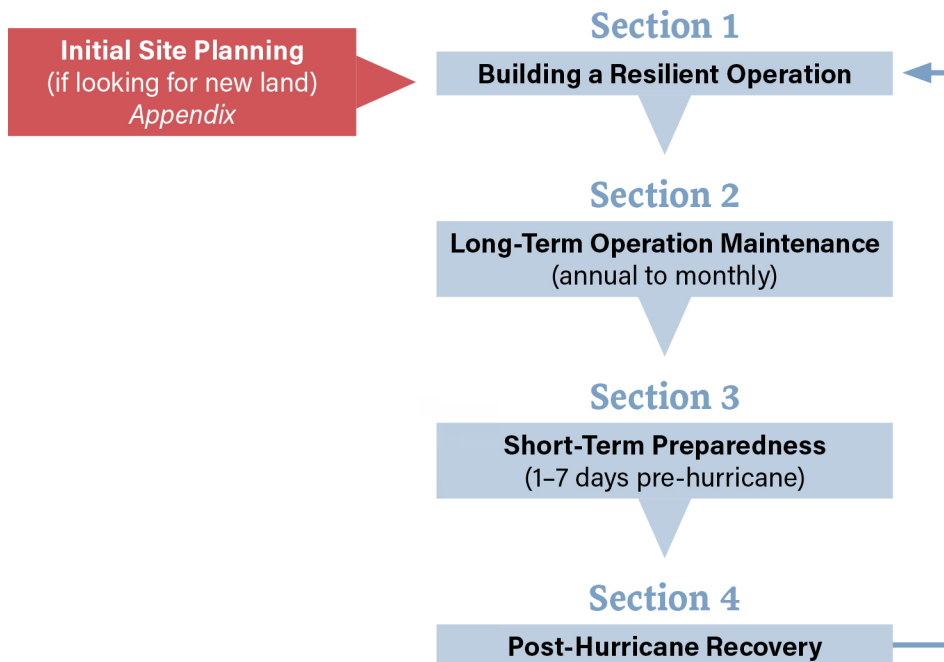 Initial Site Planning
(if looking for new land)
Appendix
Section 1
Building a Resilient Operation
Section 2
Long-Term Operation Maintenance
(annual to monthly)
Section 3
Short-Term Preparedness
(1–7 days pre-hurricane)
Section 4
Post-Hurricane Recovery